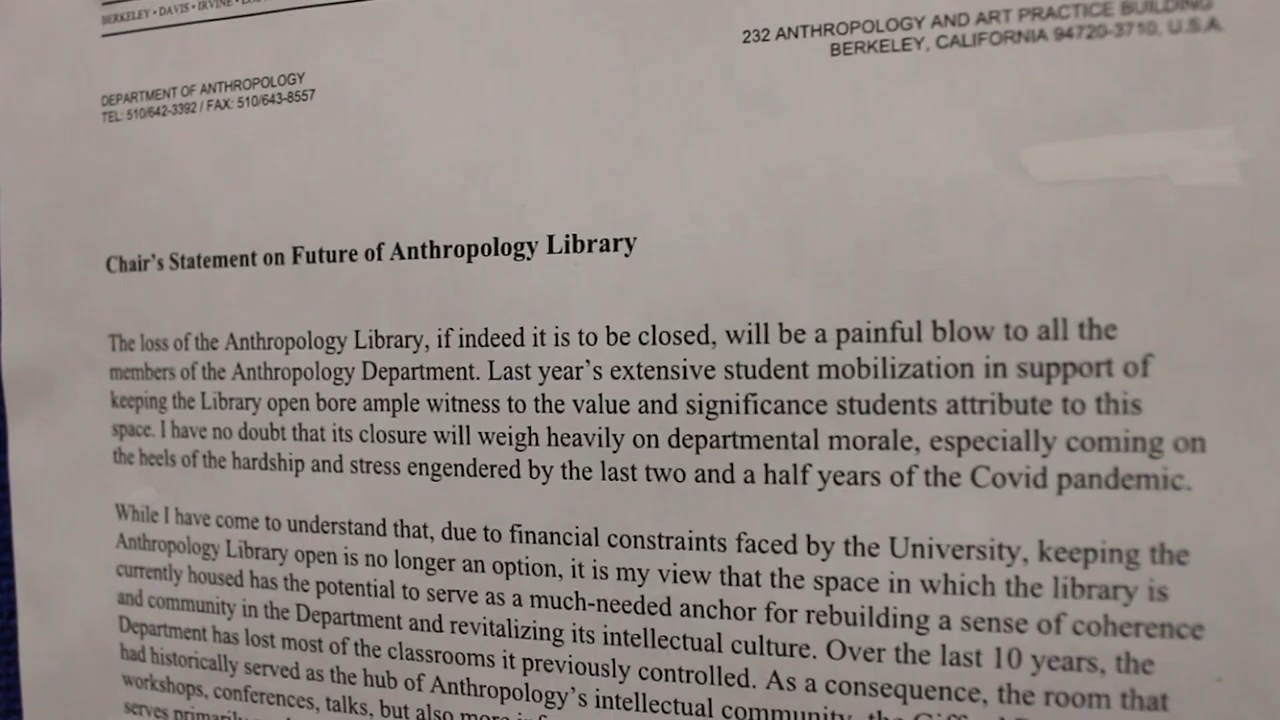 BERKELEY • DAVIS • IRVINE •
232 ANTHROPOLOGY AND ART PRACTICE BUILDING
BERKELEY, CALIFORNIA 94720-3710, U.S.A.
DEPARTMENT OF ANTHROPOLOGY
TEL: 510/642-3392 / FAX: 510/643-8557
Chair's Statement on Future of Anthropology Library
The loss of the Anthropology Library, if indeed it is to be closed, will be a painful blow to all the
members of the Anthropology Department. Last year's extensive student mobilization in support of
keeping the Library open bore ample witness to the value and significance students attribute to this
space. I have no doubt that its closure will weigh heavily on departmental morale, especially coming on
the heels of the hardship and stress engendered by the last two and a half years of the Covid pandemic.
While I have come to understand that, due to financial constraints faced by the University, keeping the
Anthropology Library open is no longer an option, it is my view that the space in which the library is
currently housed has the potential to serve as a much-needed anchor for rebuilding a sense of coherence
and community in the Department and revitalizing its intellectual culture. Over the last 10 years, the
Department has lost most of the classrooms it previously controlled. As a consequence, the room that
had historically served as the hub of Anthropology's intellectual community, the
workshops, conferences, talks, but also more
serves primarily